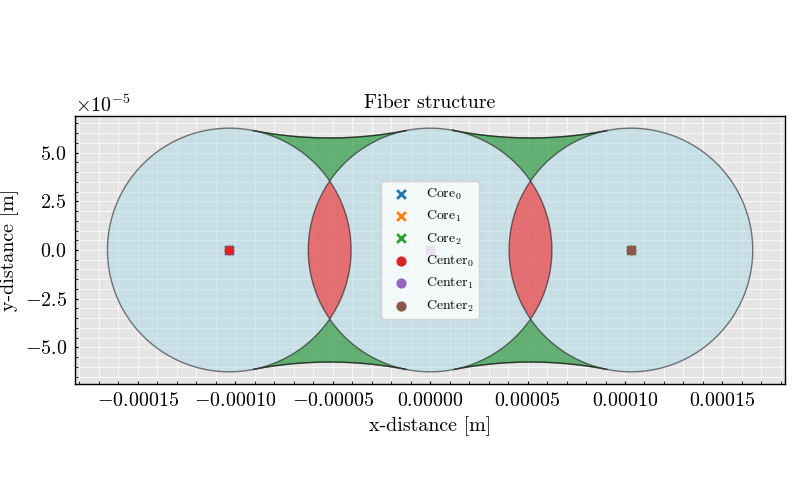 ×10⁻⁵
Fiber structure
5.0
2.5
0.0
−2.5
−5.0
y-distance [m]
Core₀
Core₁
Core₂
Center₀
Center₁
Center₂
−0.00015 −0.00010 −0.00005 0.00000 0.00005 0.00010 0.00015
x-distance [m]